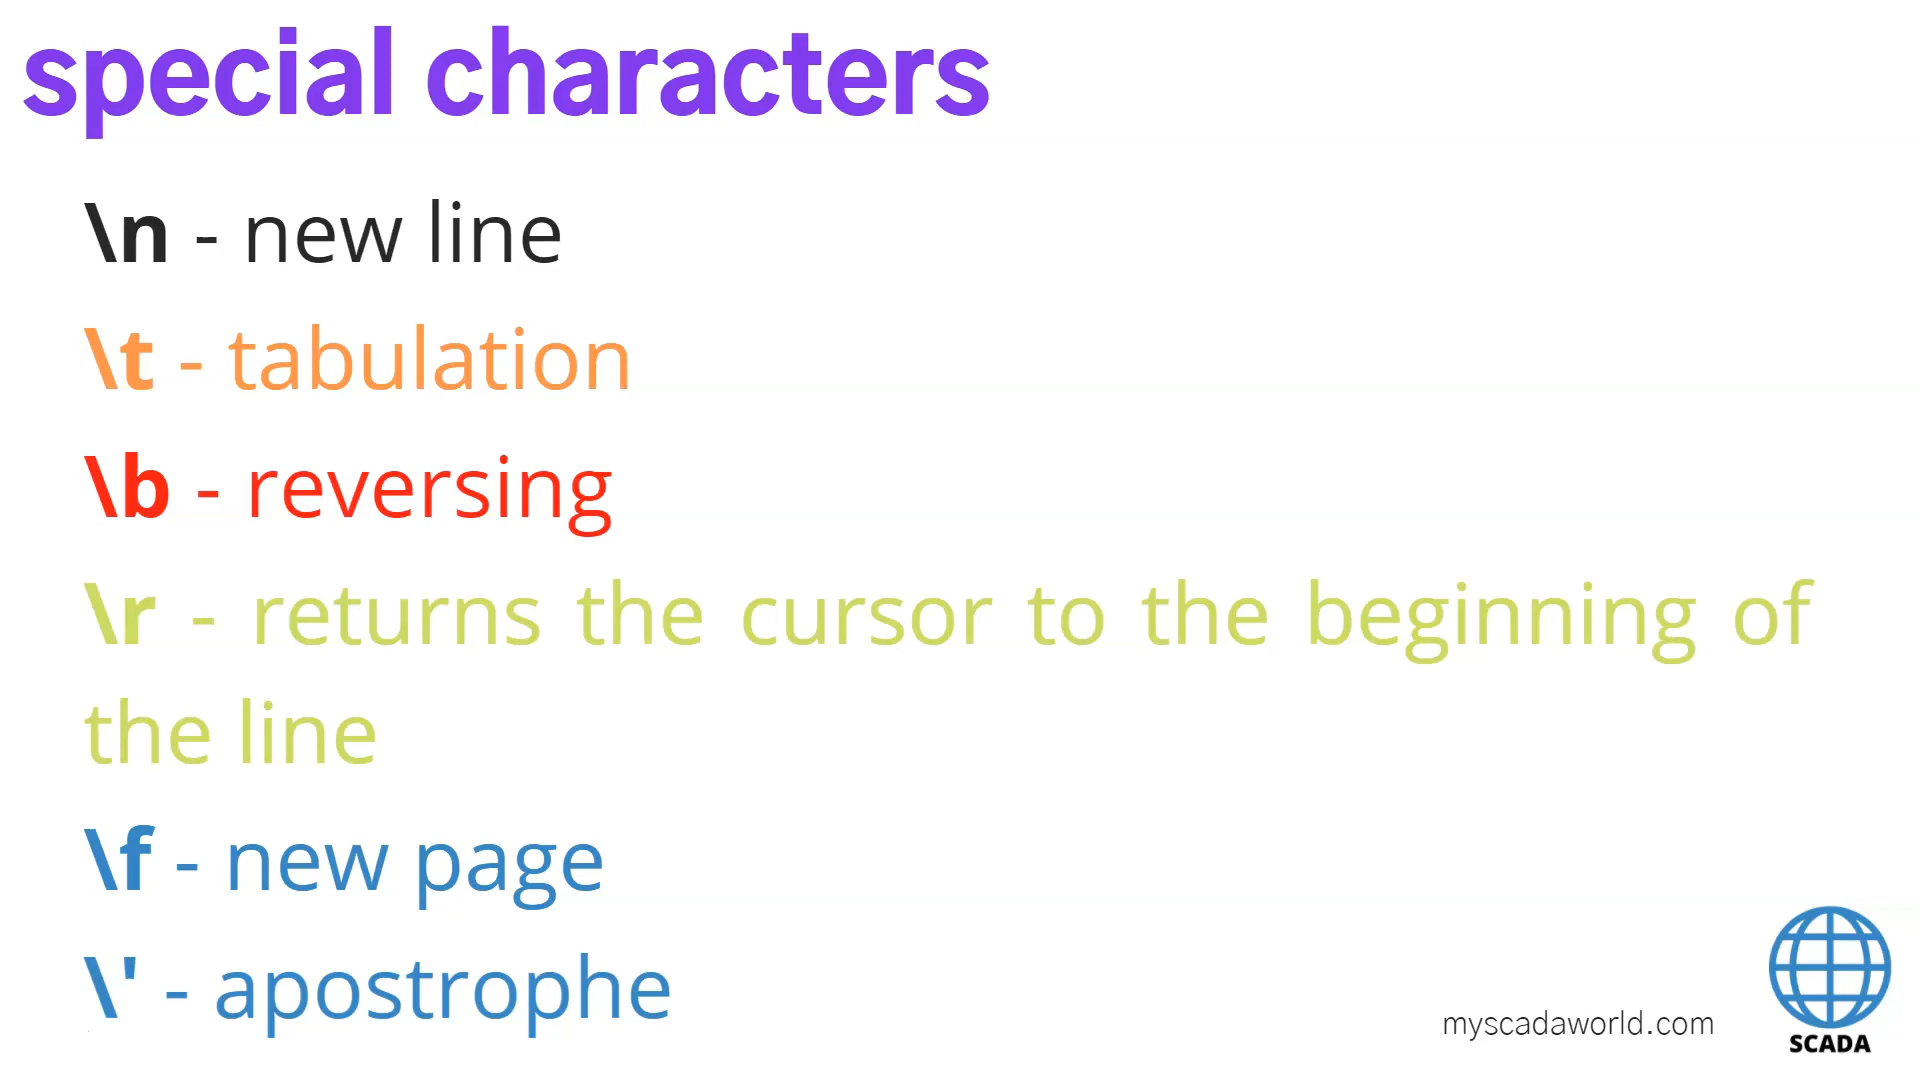 special characters
\n - new line
\t - tabulation
\b - reversing
\r - returns the cursor to the beginning of
the line
\f - new page
\' - apostrophe
myscadaworld.com
SCADA